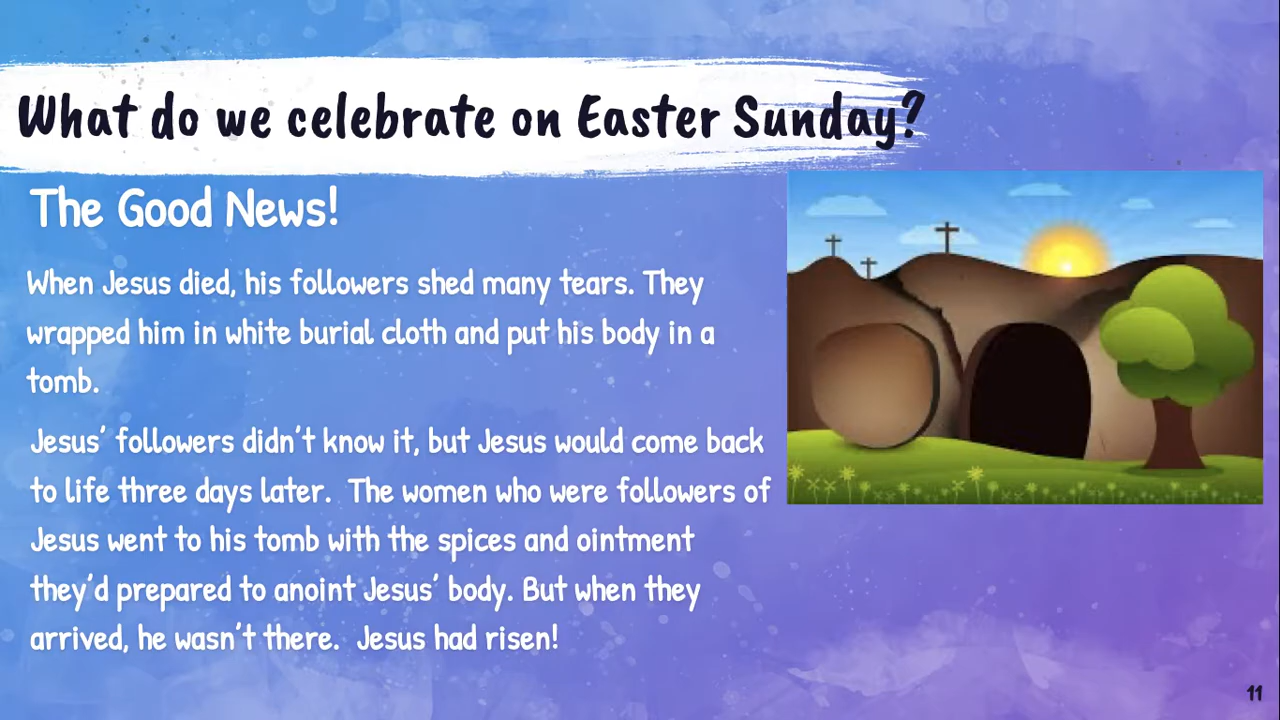 What do we celebrate on Easter Sunday?
The Good News!
When Jesus died, his followers shed many tears. They
wrapped him in white burial cloth and put his body in a
tomb.
Jesus’ followers didn’t know it, but Jesus would come back
to life three days later.  The women who were followers of
Jesus went to his tomb with the spices and ointment
they’d prepared to anoint Jesus’ body. But when they
arrived, he wasn’t there.  Jesus had risen!
11